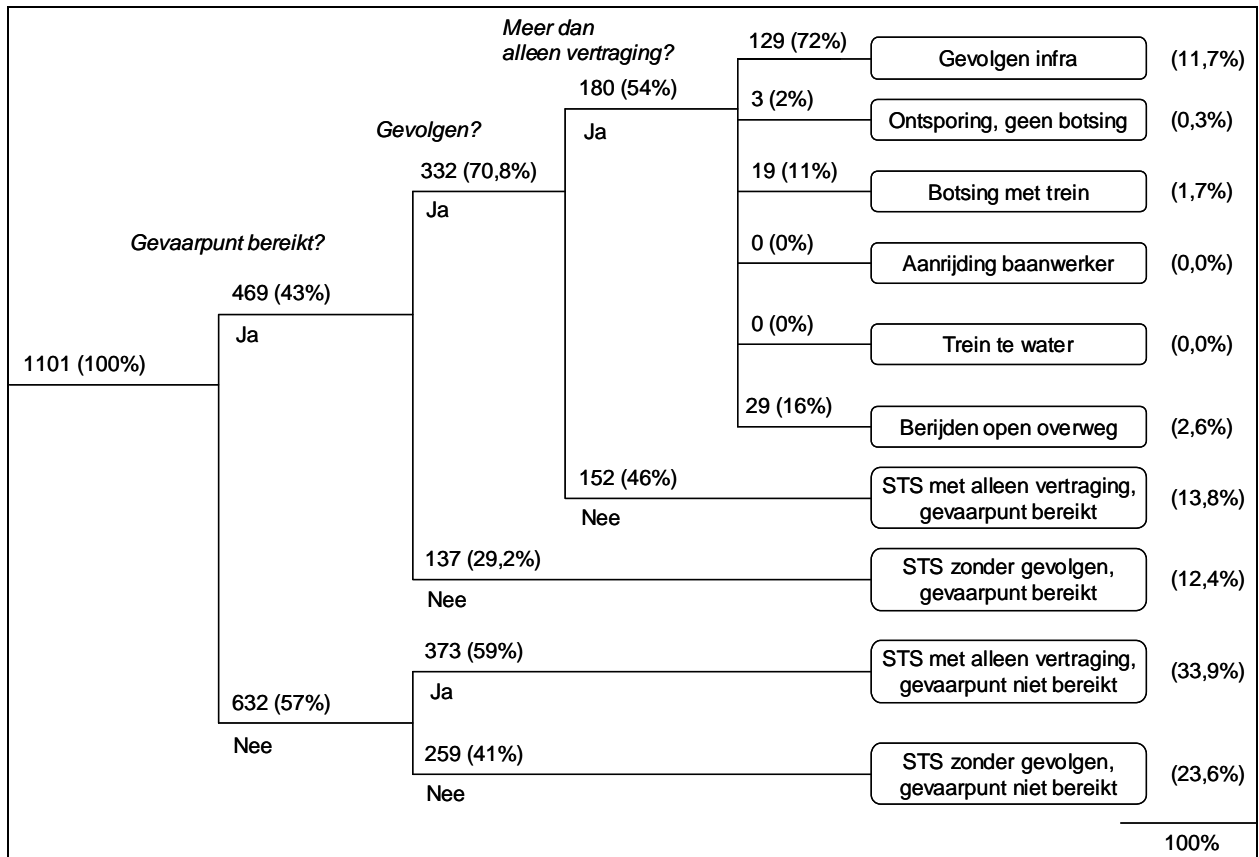 Meer dan
alleen vertraging?
129 (72%)
Gevolgen infra
(11,7%)
180 (54%)
3 (2%)
Ontsporing, geen botsing
(0,3%)
Gevolgen?
Ja
332 (70,8%)
19 (11%)
Botsing met trein
(1,7%)
Ja
Gevaarpunt bereikt?
0 (0%)
Aanrijding baanwerker
(0,0%)
469 (43%)
Ja
0 (0%)
Trein te water
(0,0%)
1101 (100%)
29 (16%)
Berijden open overweg
(2,6%)
152 (46%)
Nee
STS met alleen vertraging,
gevaarpunt bereikt
(13,8%)
137 (29,2%)
Nee
STS zonder gevolgen,
gevaarpunt bereikt
(12,4%)
373 (59%)
Ja
STS met alleen vertraging,
gevaarpunt niet bereikt
(33,9%)
632 (57%)
Nee
259 (41%)
Nee
STS zonder gevolgen,
gevaarpunt niet bereikt
(23,6%)
100%